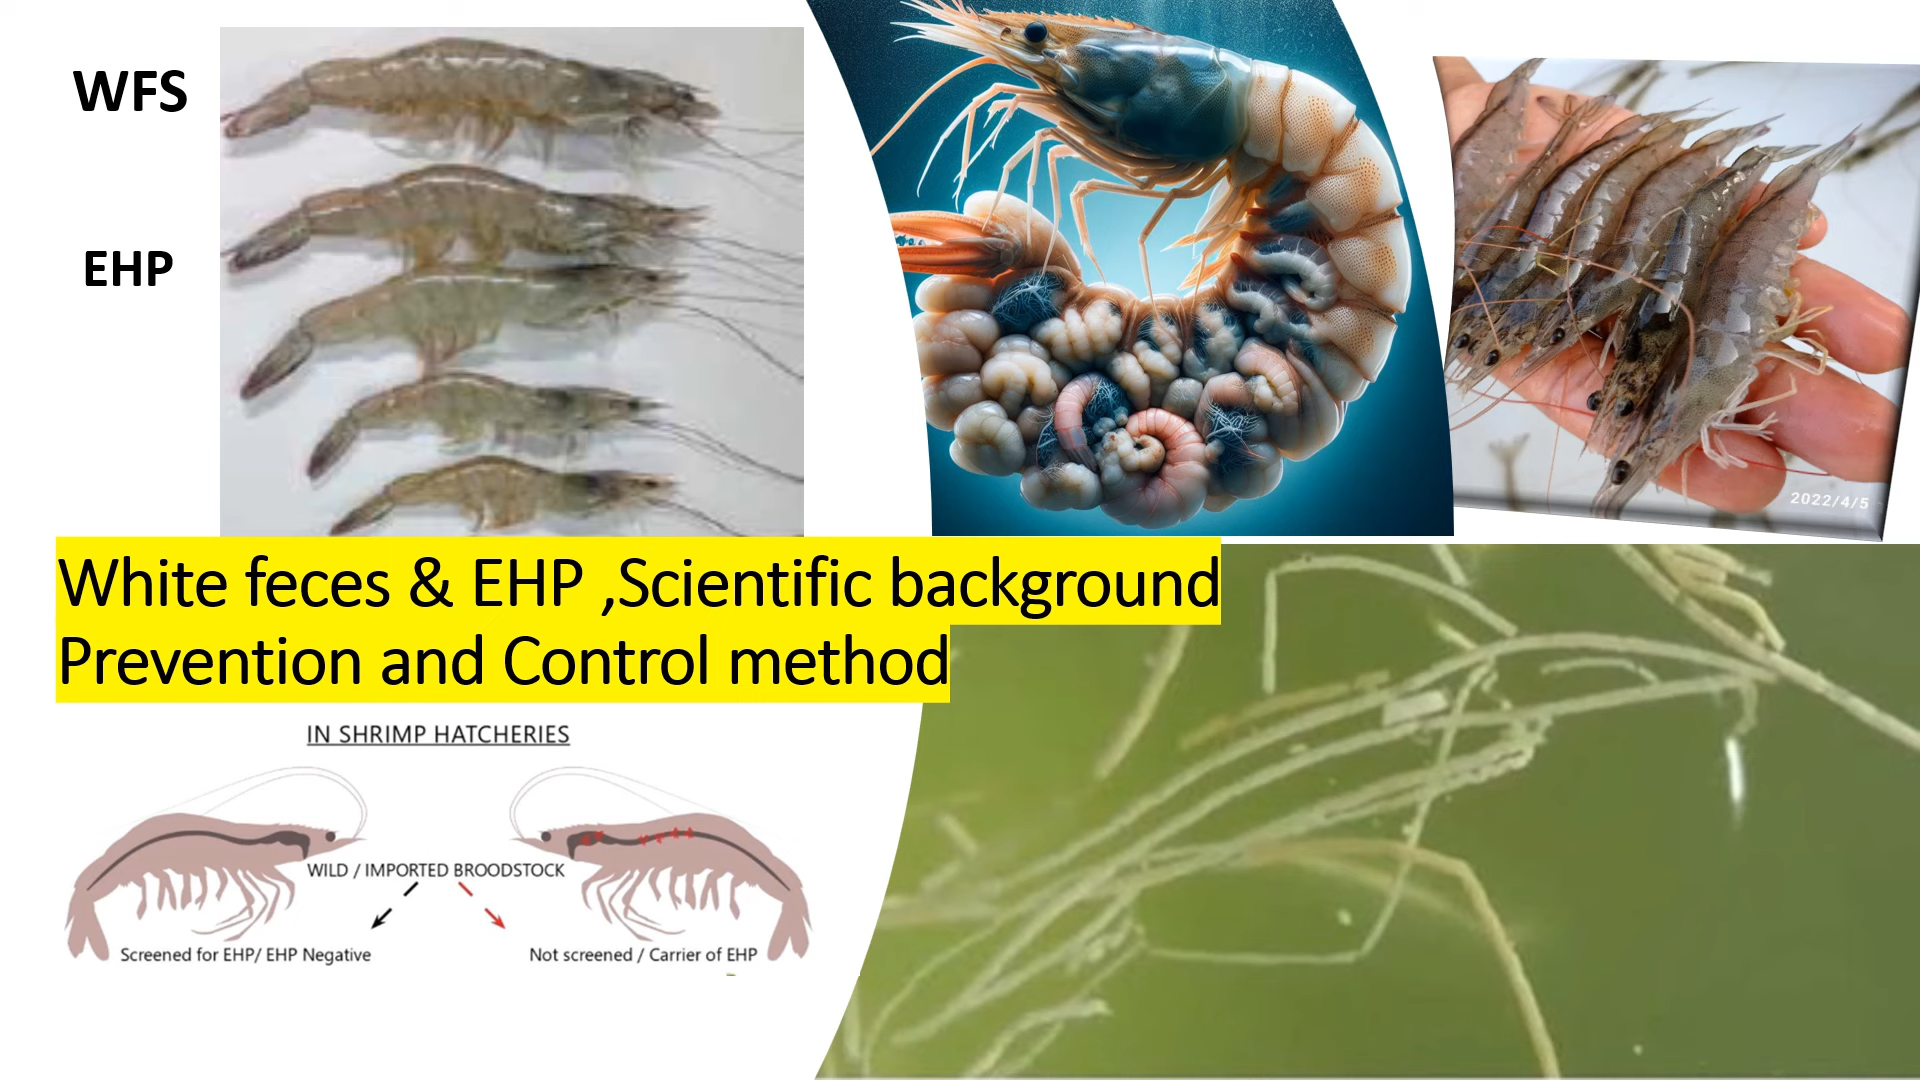 WFS
EHP
2022/4/5
White feces & EHP ,Scientific background
Prevention and Control method
IN SHRIMP HATCHERIES
WILD / IMPORTED BROODSTOCK
Screened for EHP/ EHP Negative
Not screened / Carrier of EHP